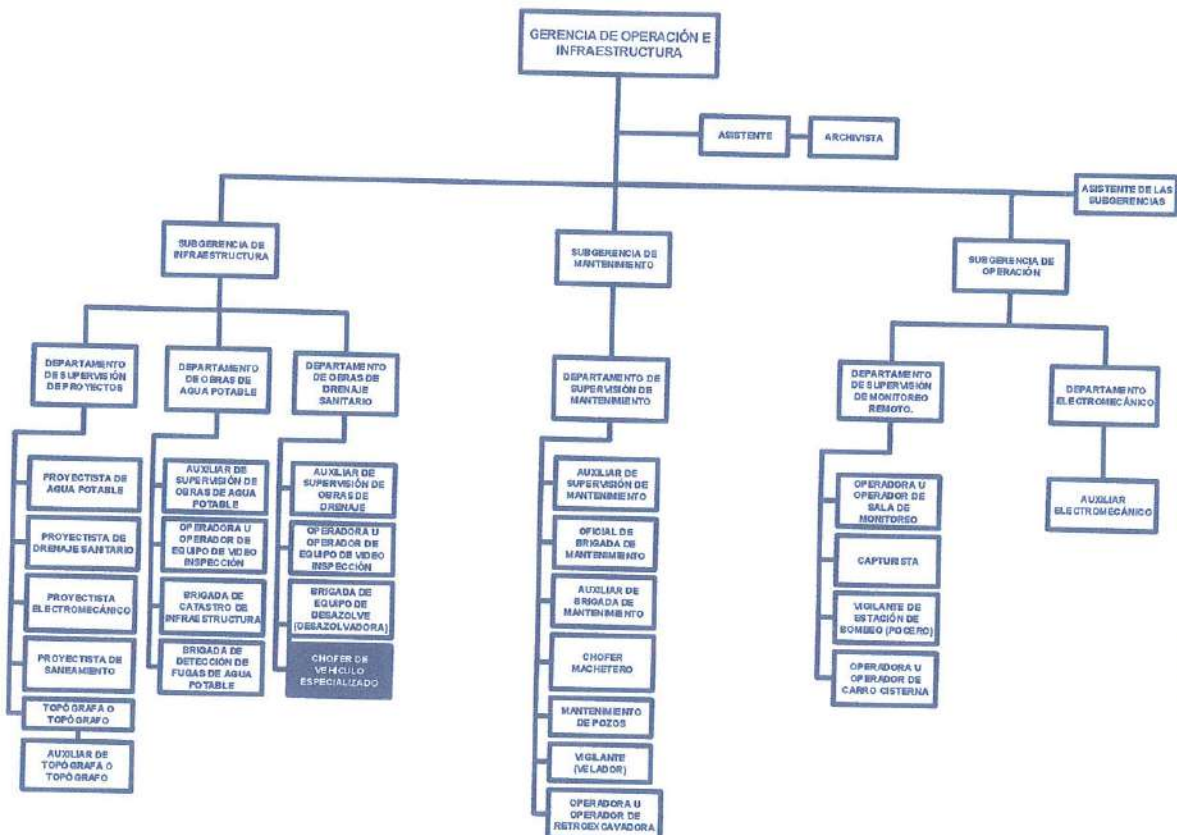 GERENCIA DE OPERACIÓN E
INFRAESTRUCTURA
ASISTENTE
ARCHIVISTA
ASISTENTE DE LAS
SUBGERENCIAS
SUBGERENCIA DE
INFRAESTRUCTURA
SUBGERENCIA DE
MANTENIMIENTO
SUBGERENCIA DE
OPERACIÓN
DEPARTAMENTO
DE SUPERVISIÓN
DE PROYECTOS
DEPARTAMENTO
DE OBRAS DE
AGUA POTABLE
DEPARTAMENTO
DE OBRAS DE
DRENAJE
SANITARIO
DEPARTAMENTO DE
SUPERVISIÓN DE
MANTENIMIENTO
DEPARTAMENTO
DE SUPERVISIÓN
DE MONITOREO
REMOTO.
DEPARTAMENTO
ELECTROMECÁNICO
PROYECTISTA DE
AGUA POTABLE
PROYECTISTA DE
DRENAJE SANITARIO
PROYECTISTA
ELECTROMECÁNICO
PROYECTISTA DE
SANEAMIENTO
TOPÓGRAFA O
TOPÓGRAFO
AUXILIAR DE
TOPÓGRAFA O
TOPÓGRAFO
AUXILIAR DE
SUPERVISIÓN DE
OBRAS DE AGUA
POTABLE
OPERADORA U
OPERADOR DE
EQUIPO DE VIDEO
INSPECCIÓN
BRIGADA DE
CATASTRO DE
INFRAESTRUCTURA
BRIGADA DE
DETECCIÓN DE
FUGAS DE AGUA
POTABLE
AUXILIAR DE
SUPERVISIÓN DE
OBRAS DE
DRENAJE
OPERADORA U
OPERADOR DE
EQUIPO DE VIDEO
INSPECCIÓN
BRIGADA DE
EQUIPO DE
DESAZOLVE
(DESAZOLVADORA)
CHOFER DE
VEHÍCULO
ESPECIALIZADO
AUXILIAR DE
SUPERVISIÓN DE
MANTENIMIENTO
OFICIAL DE
BRIGADA DE
MANTENIMIENTO
AUXILIAR DE
BRIGADA DE
MANTENIMIENTO
CHOFER
MACHETERO
MANTENIMIENTO
DE POZOS
VIGILANTE
(VELADOR)
OPERADORA U
OPERADOR DE
RETROEXCAVADORA
OPERADORA U
OPERADOR DE
SALA DE
MONITOREO
CAPTURISTA
VIGILANTE DE
ESTACIÓN DE
BOMBEO (POCERO)
OPERADORA U
OPERADOR DE
CARRO CISTERNA
AUXILIAR
ELECTROMECÁNICO